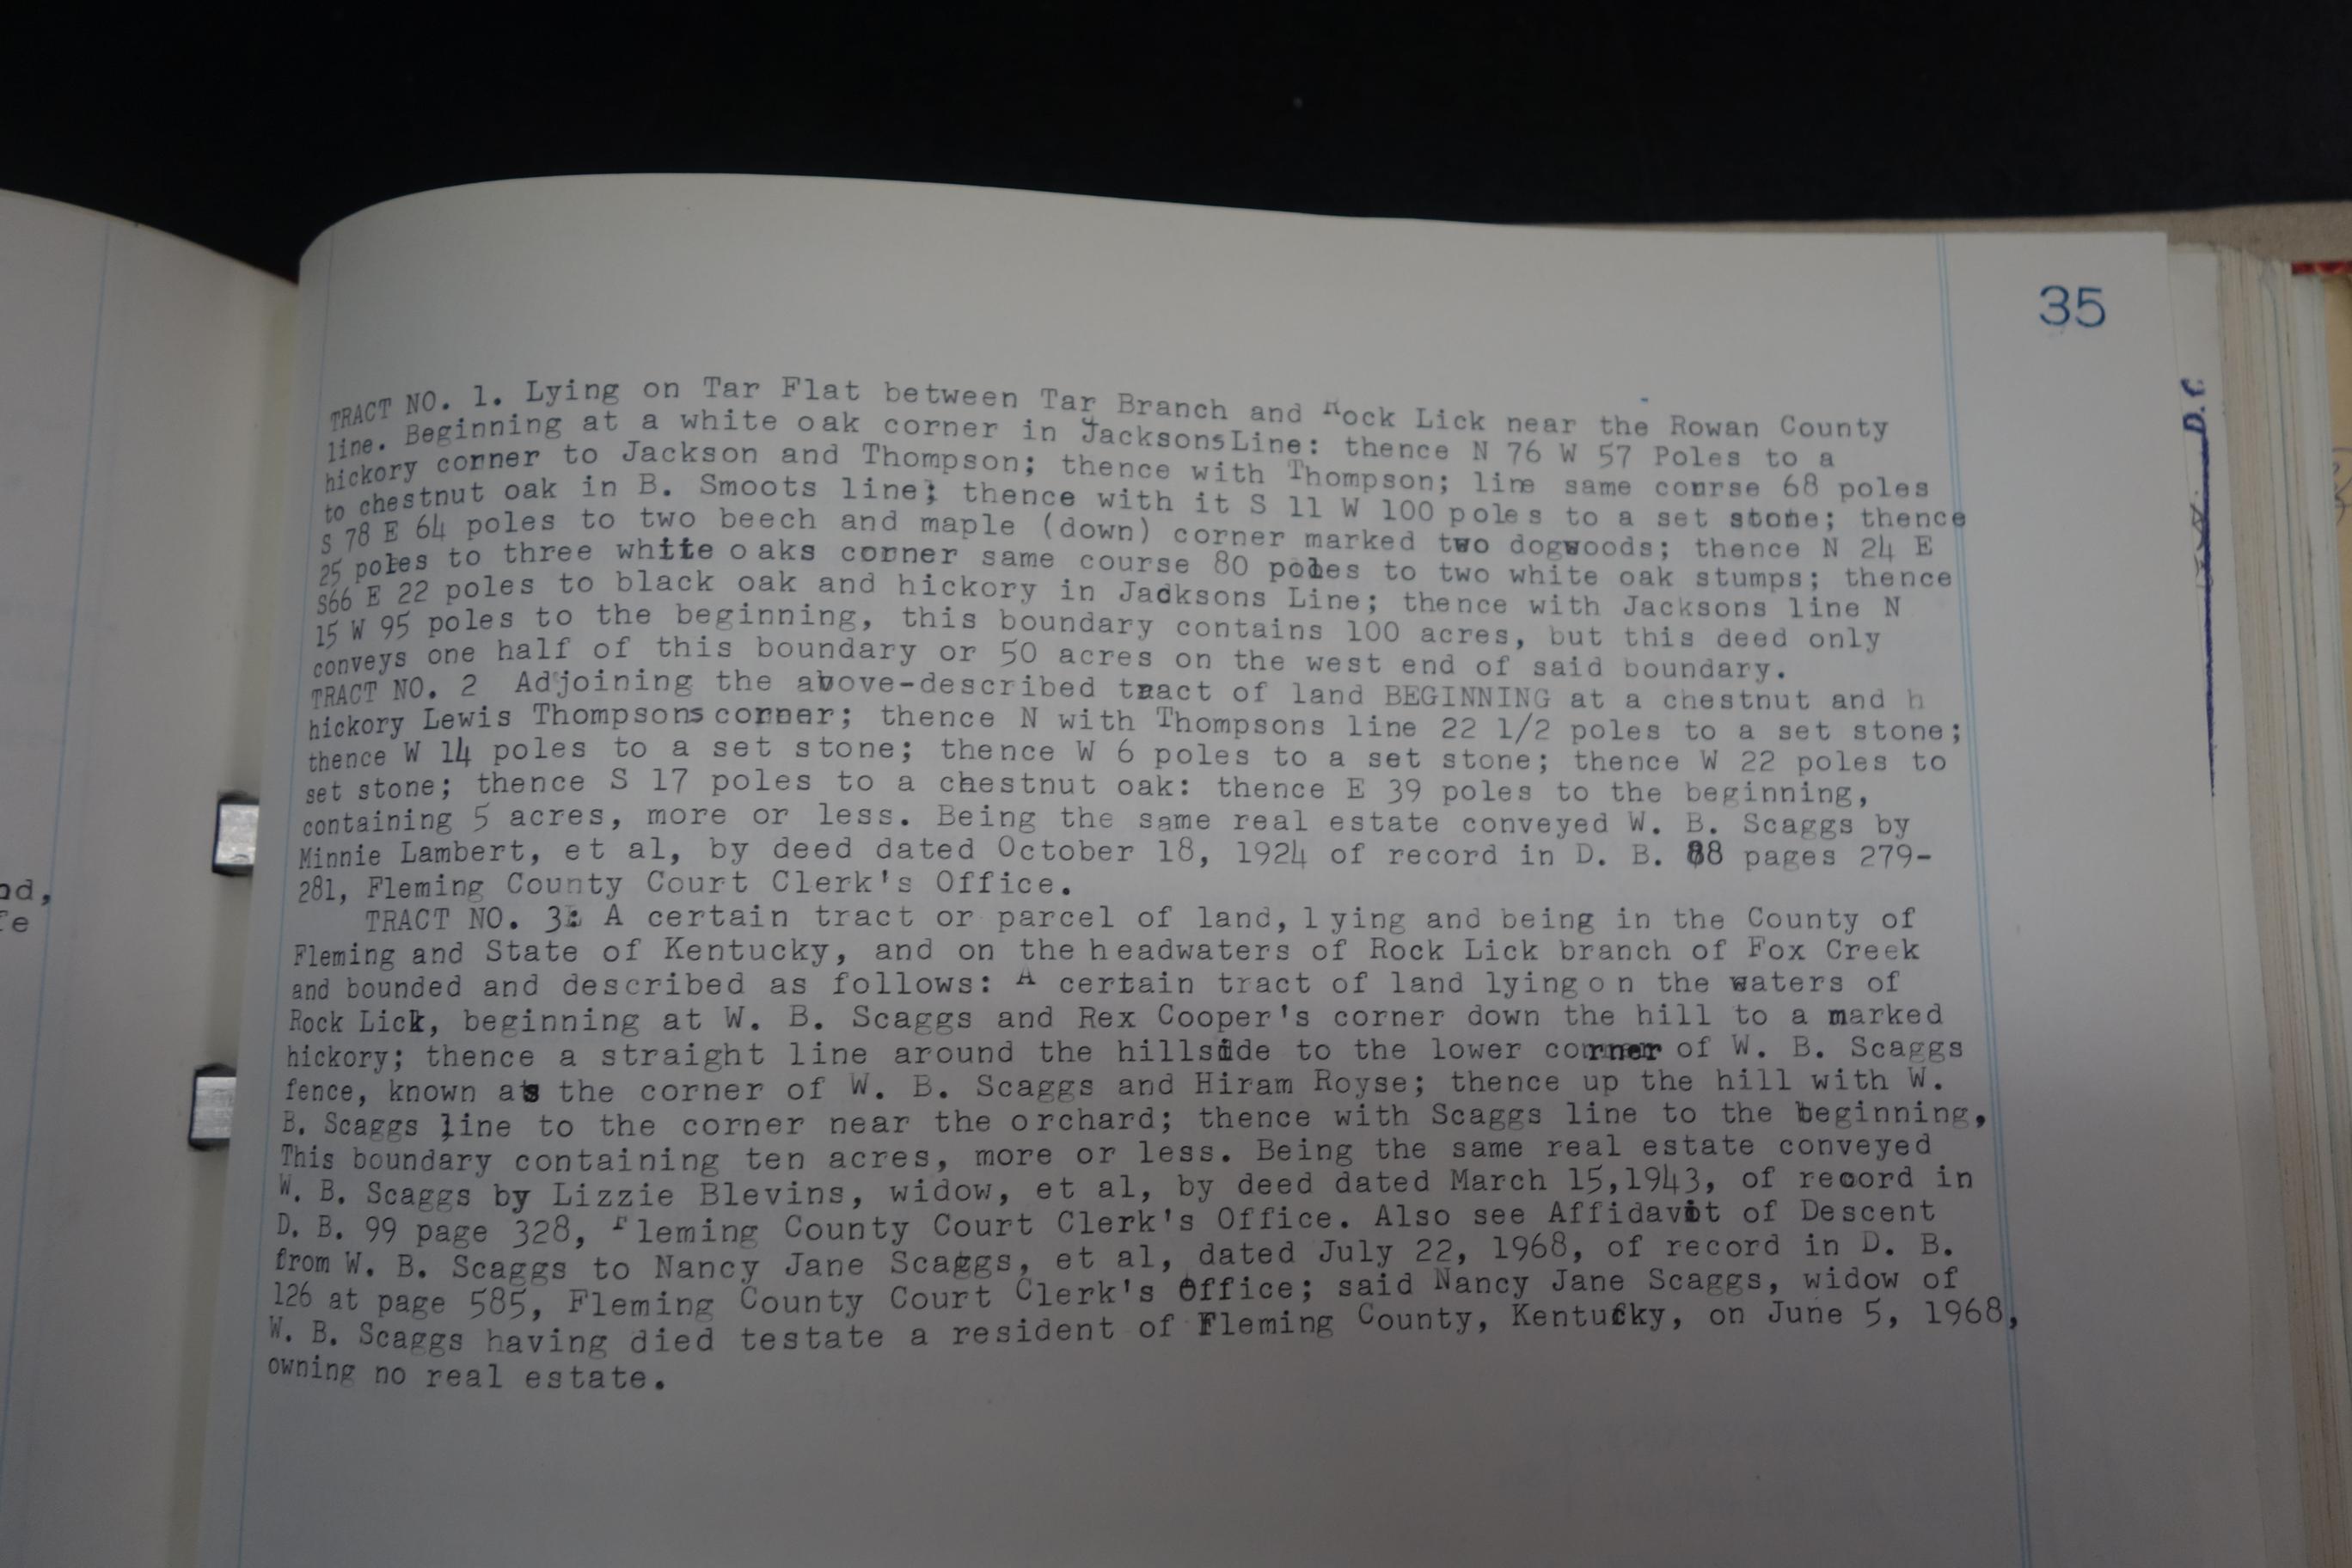 35
TRACT NO. 1. Lying on Tar Flat between Tar Branch and Rock Lick near the Rowan County
line. Beginning at a white oak corner in JacksonsLine: thence N 76 W 57 Poles to a
hickory corner to Jackson and Thompson; thence with Thompson; line same course 68 poles
to chestnut oak in B. Smoots line; thence with it S 11 W 100 poles to a set stone; thence
S 78 E 64 poles to two beech and maple (down) corner marked two dogwoods; thence N 24 E
25 poles to three white oaks corner same course 80 poles to two white oak stumps; thence
S66 E 22 poles to black oak and hickory in Jacksons Line; thence with Jacksons line N
15 W 95 poles to the beginning, this boundary contains 100 acres, but this deed only
conveys one half of this boundary or 50 acres on the west end of said boundary.
TRACT NO. 2 Adjoining the above-described tract of land BEGINNING at a chestnut and h
hickory Lewis Thompsons corner; thence N with Thompsons line 22 1/2 poles to a set stone;
thence W 14 poles to a set stone; thence W 6 poles to a set stone; thence W 22 poles to
set stone; thence S 17 poles to a chestnut oak: thence E 39 poles to the beginning,
containing 5 acres, more or less. Being the same real estate conveyed W. B. Scaggs by
Minnie Lambert, et al, by deed dated October 18, 1924 of record in D. B. 88 pages 279-
281, Fleming County Court Clerk's Office.
TRACT NO. 3: A certain tract or parcel of land, lying and being in the County of
Fleming and State of Kentucky, and on the headwaters of Rock Lick branch of Fox Creek
and bounded and described as follows: A certain tract of land lying on the waters of
Rock Lick, beginning at W. B. Scaggs and Rex Cooper's corner down the hill to a marked
hickory; thence a straight line around the hillside to the lower corner of W. B. Scaggs
fence, known as the corner of W. B. Scaggs and Hiram Royse; thence up the hill with W.
B. Scaggs line to the corner near the orchard; thence with Scaggs line to the beginning,
This boundary containing ten acres, more or less. Being the same real estate conveyed
W. B. Scaggs by Lizzie Blevins, widow, et al, by deed dated March 15,1943, of record in
D. B. 99 page 328, Fleming County Court Clerk's Office. Also see Affidavit of Descent
from W. B. Scaggs to Nancy Jane Scaggs, et al, dated July 22, 1968, of record in D. B.
126 at page 585, Fleming County Court Clerk's Office; said Nancy Jane Scaggs, widow of
W. B. Scaggs having died testate a resident of Fleming County, Kentucky, on June 5, 1968,
owning no real estate.